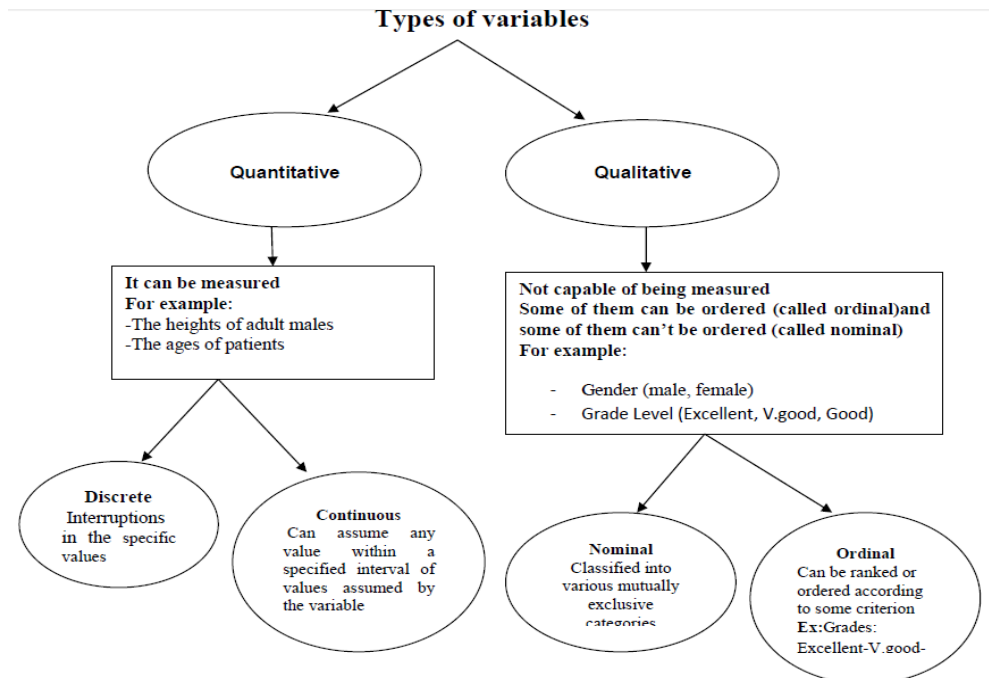 Types of variables
Quantitative
Qualitative
It can be measured
For example:
-The heights of adult males
-The ages of patients
Not capable of being measured
Some of them can be ordered (called ordinal)and
some of them can't be ordered (called nominal)
For example:
- Gender (male, female)
- Grade Level (Excellent, V.good, Good)
Discrete
Interruptions
in the specific
values
Continuous
Can assume any
value within a
specified interval of
values assumed by
the variable
Nominal
Classified into
various mutually
exclusive
categories
Ordinal
Can be ranked or
ordered according
to some criterion
Ex:Grades:
Excellent-V.good-